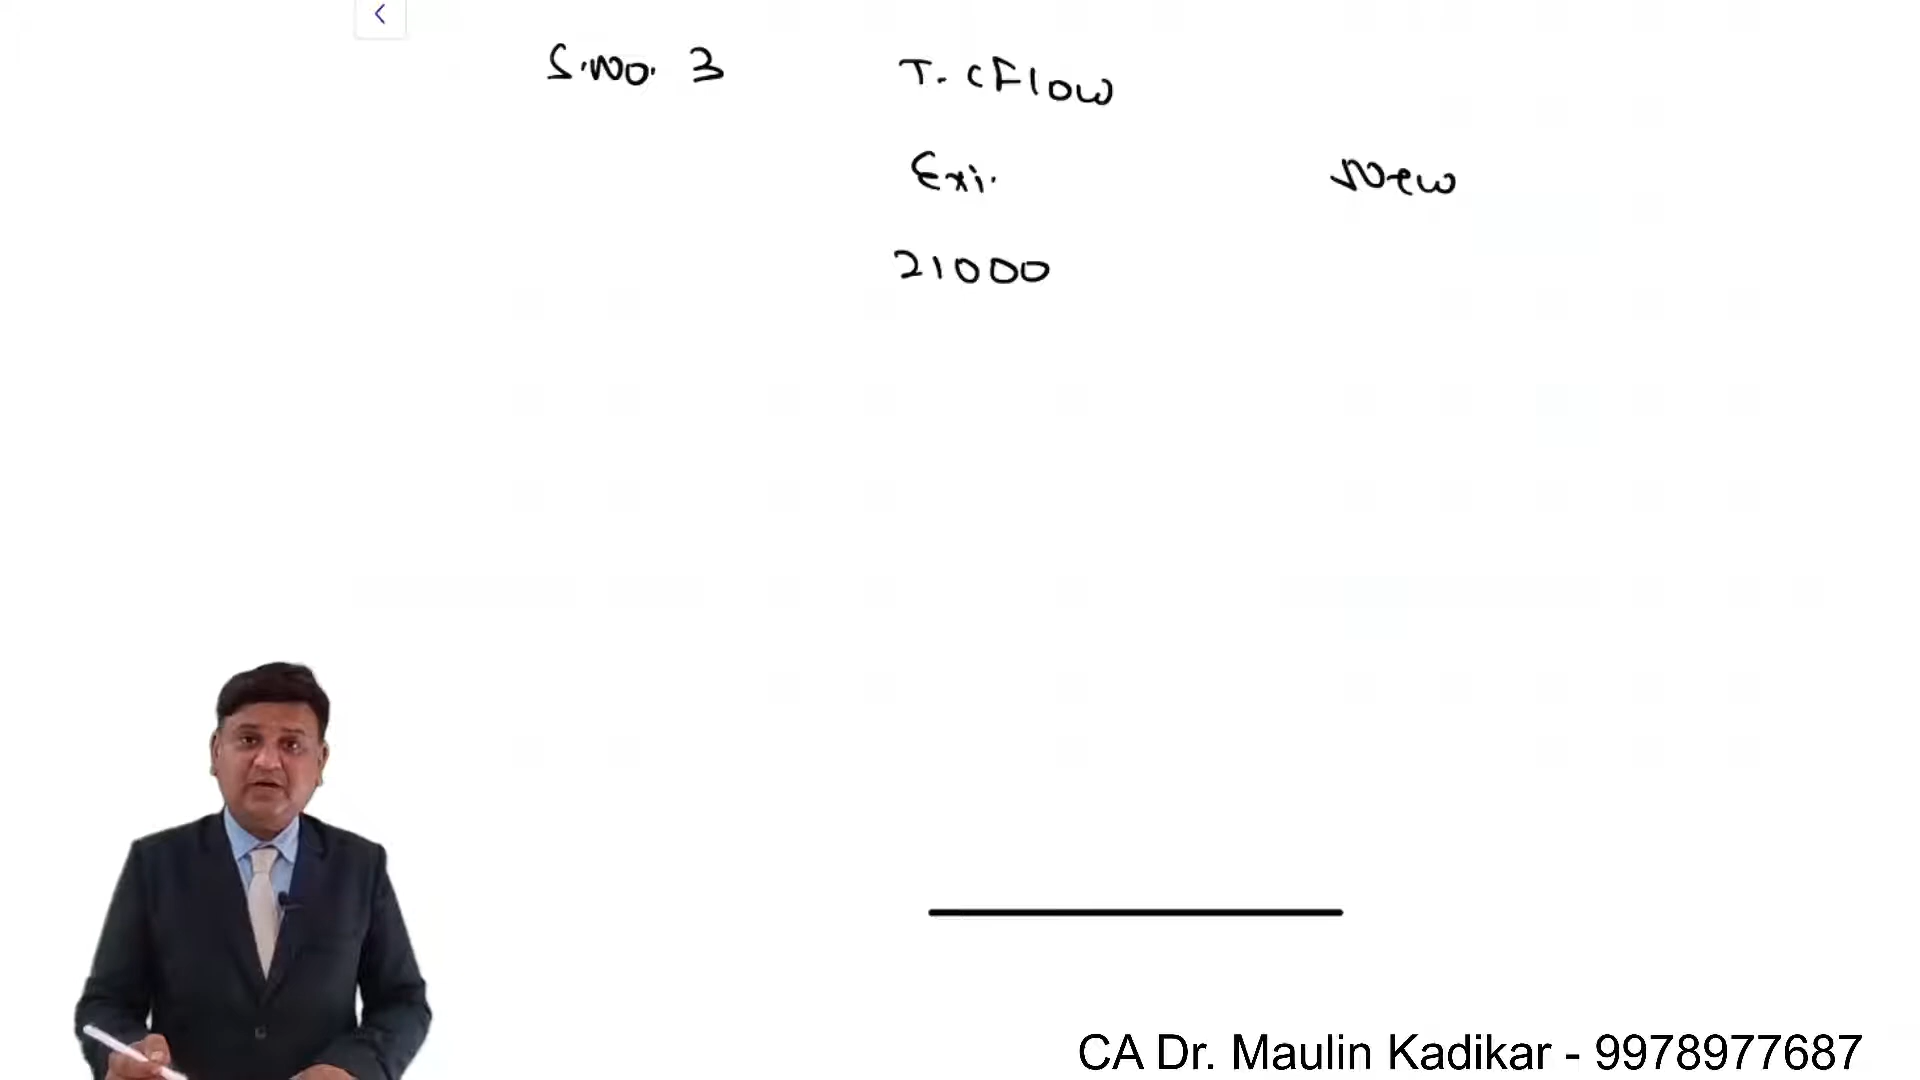 S.No. 3 T. CFlow
Exi. New
21000
CA Dr. Maulin Kadikar - 9978977687